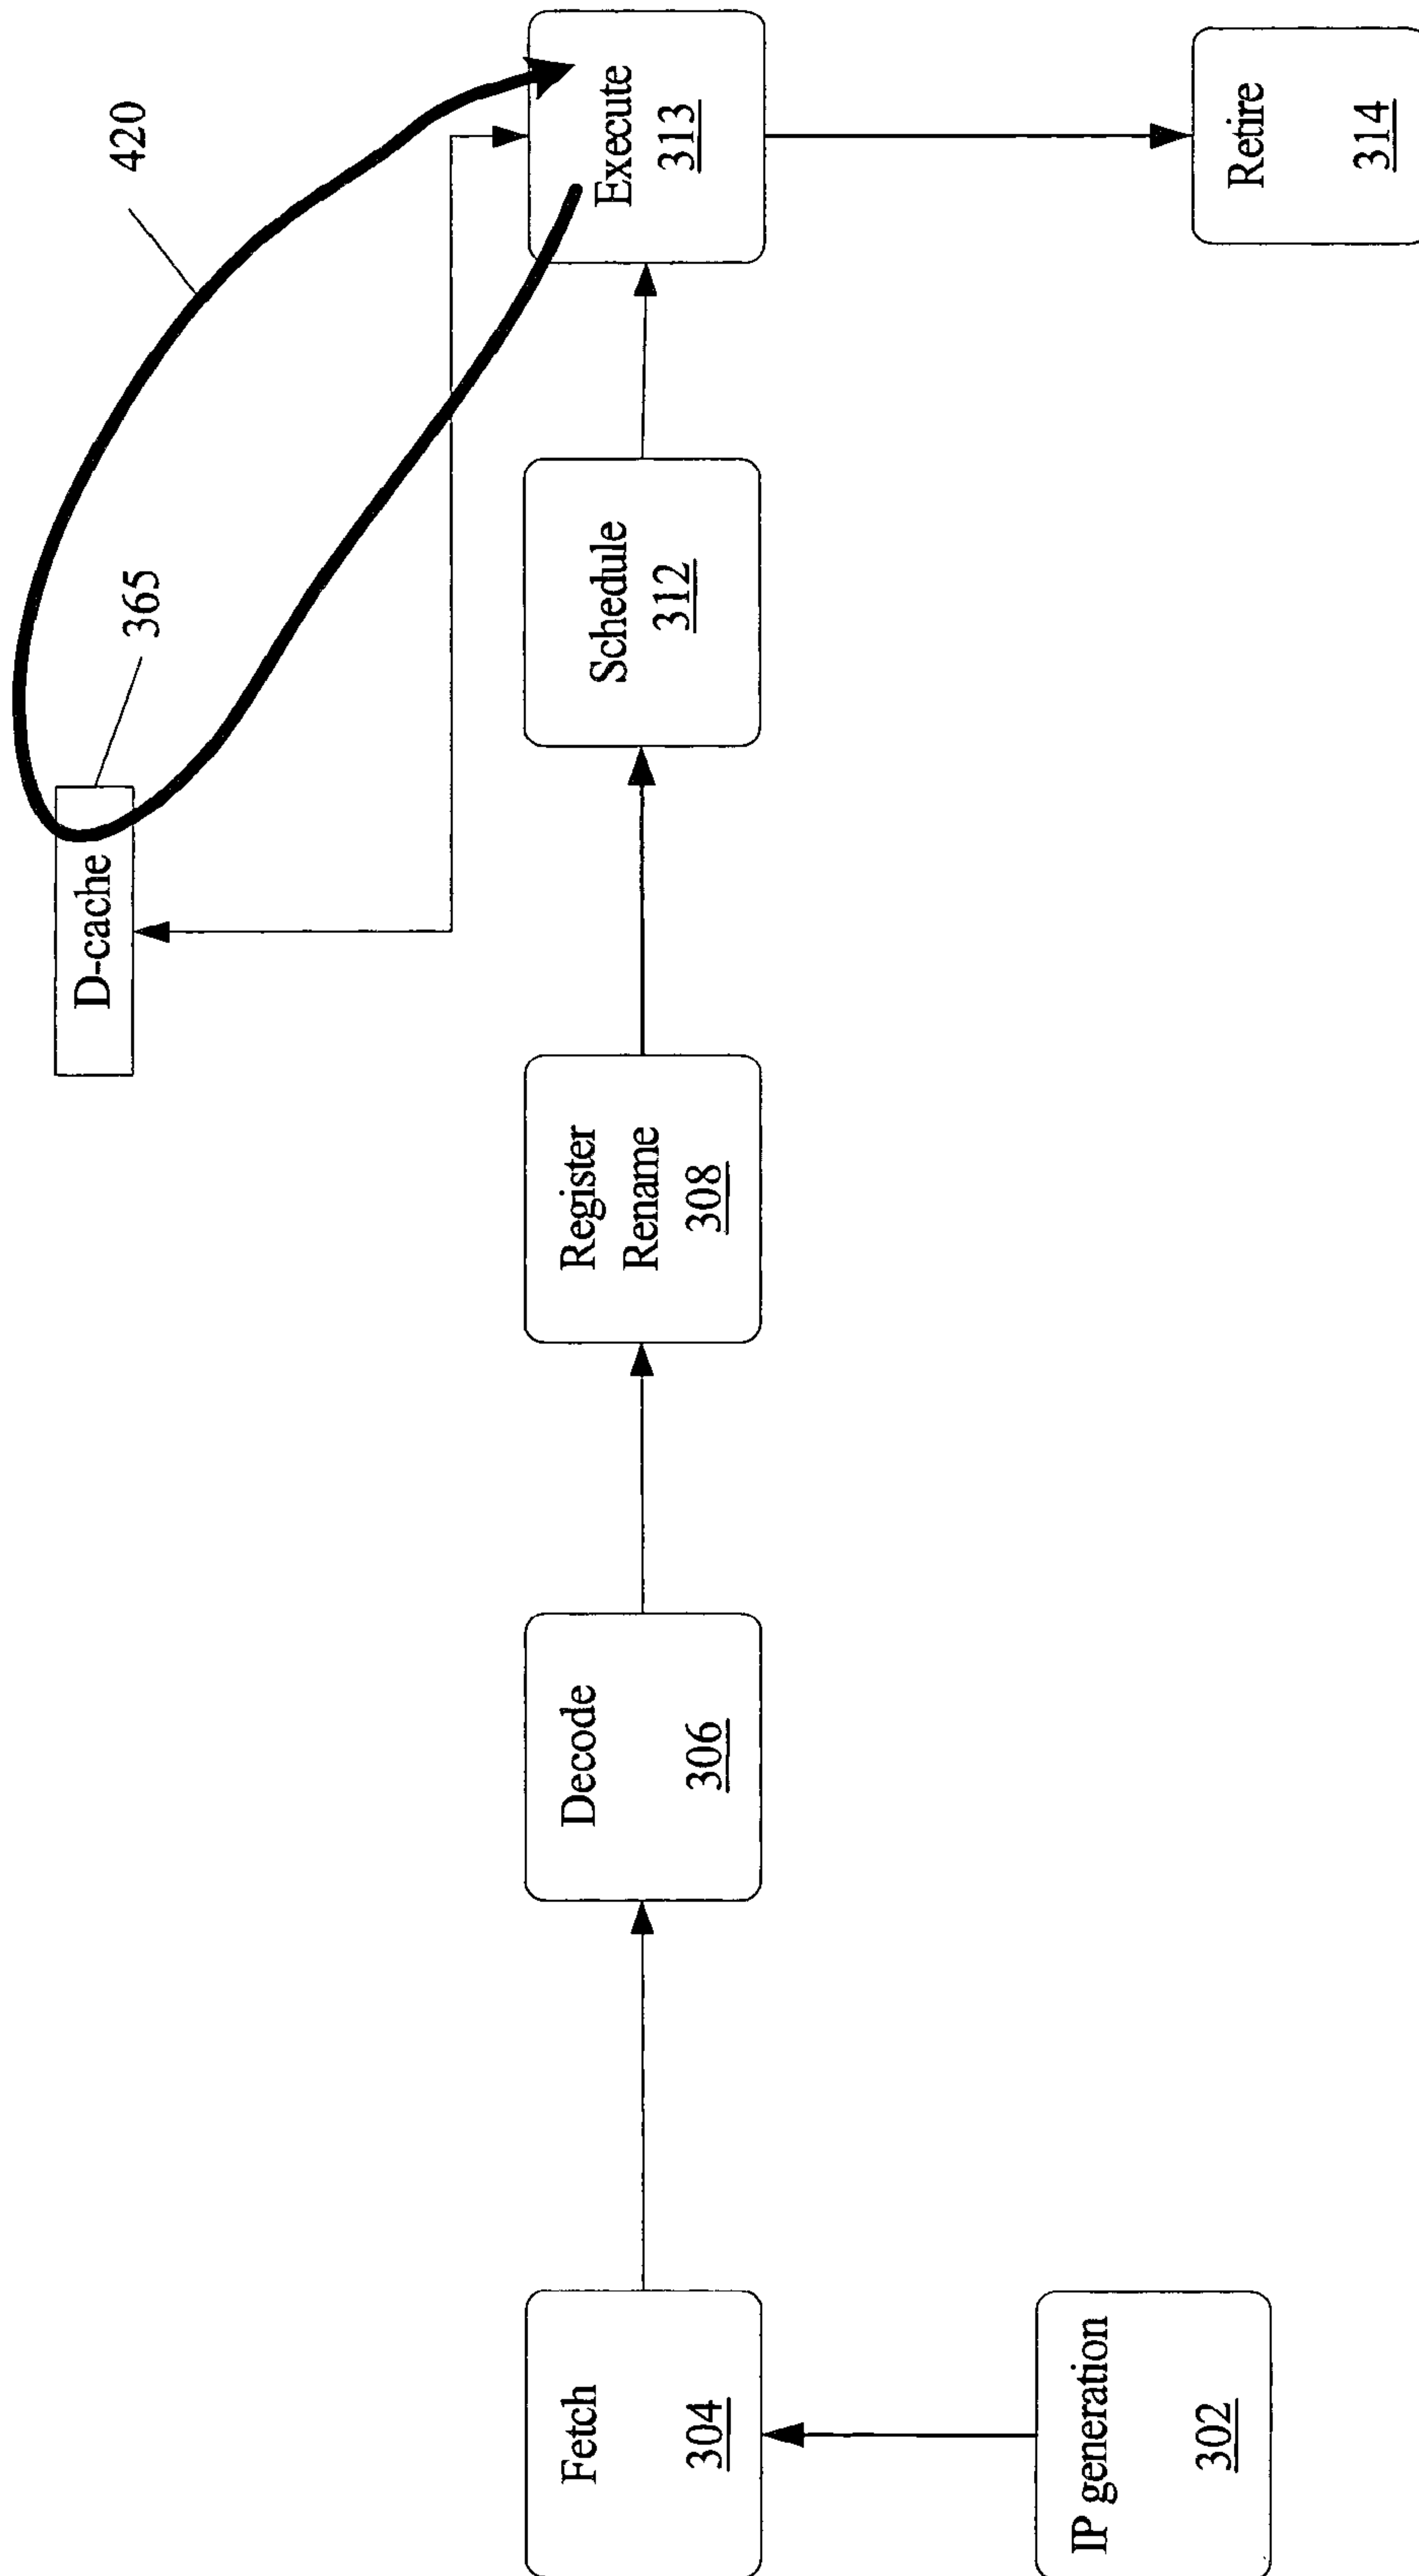 420
D-cache
365
Fetch
304
Decode
306
Register
Rename
308
Schedule
312
Execute
313
IP generation
302
Retire
314